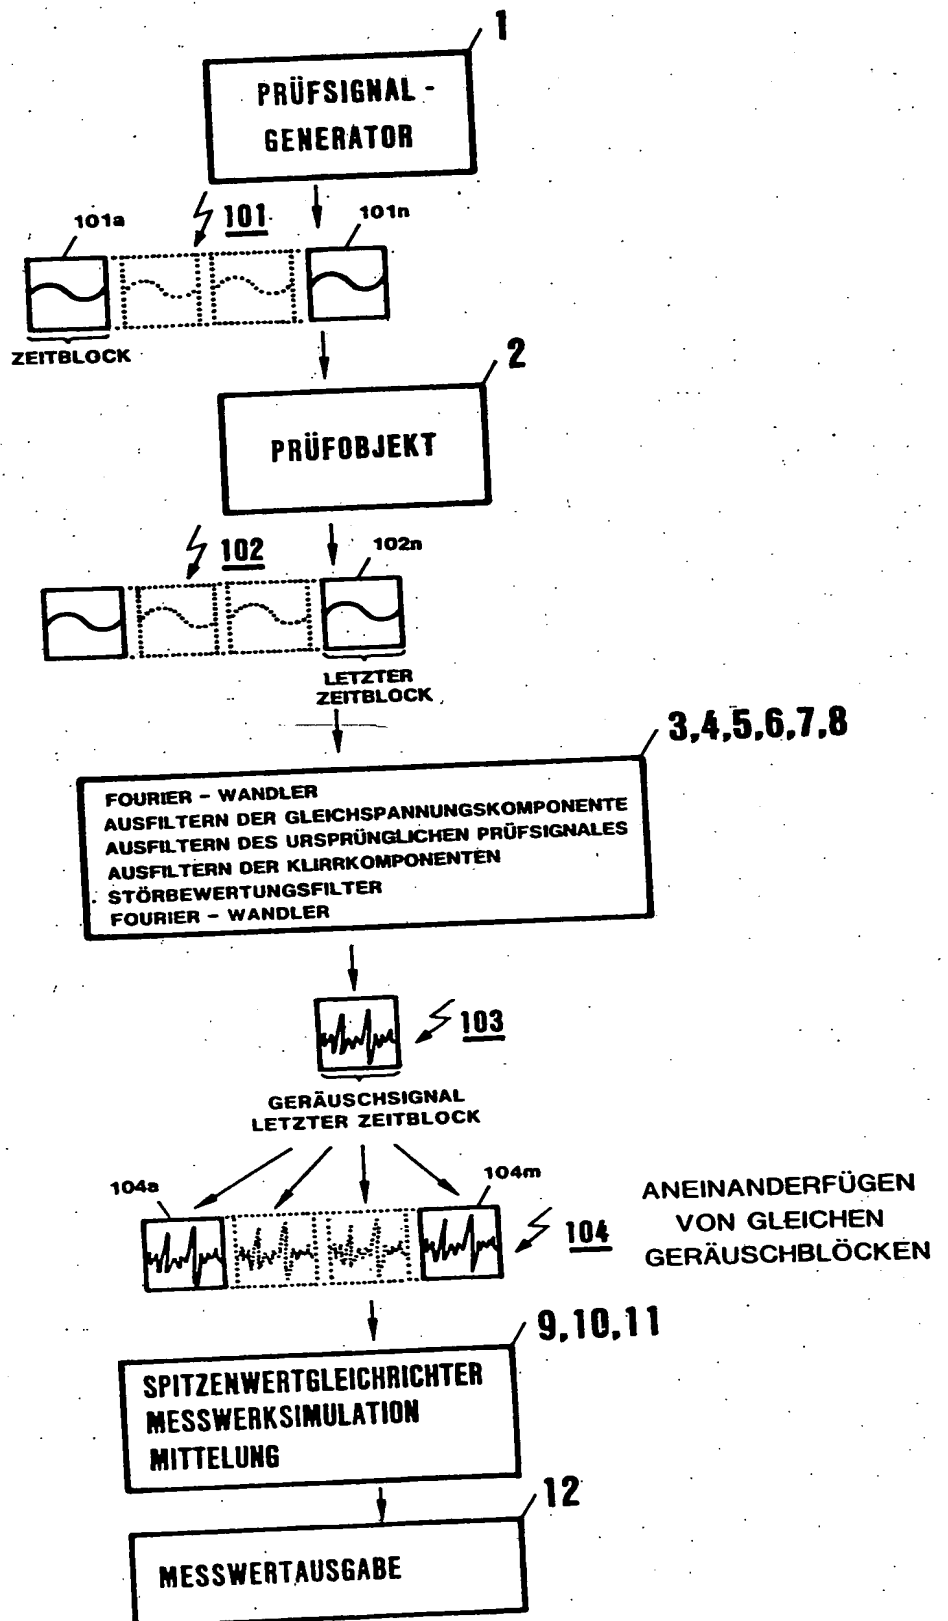 1
PRÜFSIGNAL -
GENERATOR
101a
101
101n
ZEITBLOCK
2
PRÜFOBJEKT
102
102n
LETZTER
ZEITBLOCK
3,4,5,6,7,8
FOURIER – WANDLER
AUSFILTERN DER GLEICHSPANNUNGSKOMPONENTE
AUSFILTERN DES URSPRÜNGLICHEN PRÜFSIGNALES
AUSFILTERN DER KLIRRKOMPONENTEN
STÖRBEWERTUNGSFILTER
FOURIER – WANDLER
103
GERÄUSCHSIGNAL
LETZTER ZEITBLOCK
104a
104m
104
ANEINANDERFÜGEN
VON GLEICHEN
GERÄUSCHBLÖCKEN
9,10,11
SPITZENWERTGLEICHRICHTER
MESSWERKSIMULATION
MITTELUNG
12
MESSWERTAUSGABE